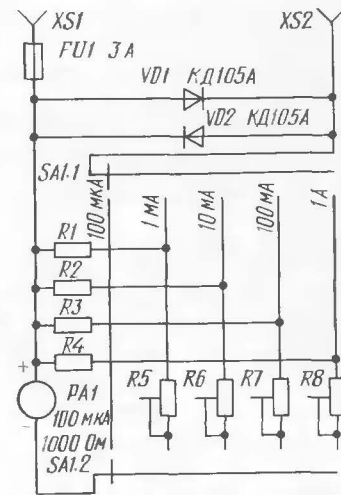 XS1
XS2
FU1 3 А
VD1 КД105А
VD2 КД105А
SA1.1
100 МКА
1 МА
10 МА
100 МА
1 А
R1
R2
R3
R4
R5
R6
R7
R8
+
PA1
100 МКА
-
1000 Ом
SA1.2